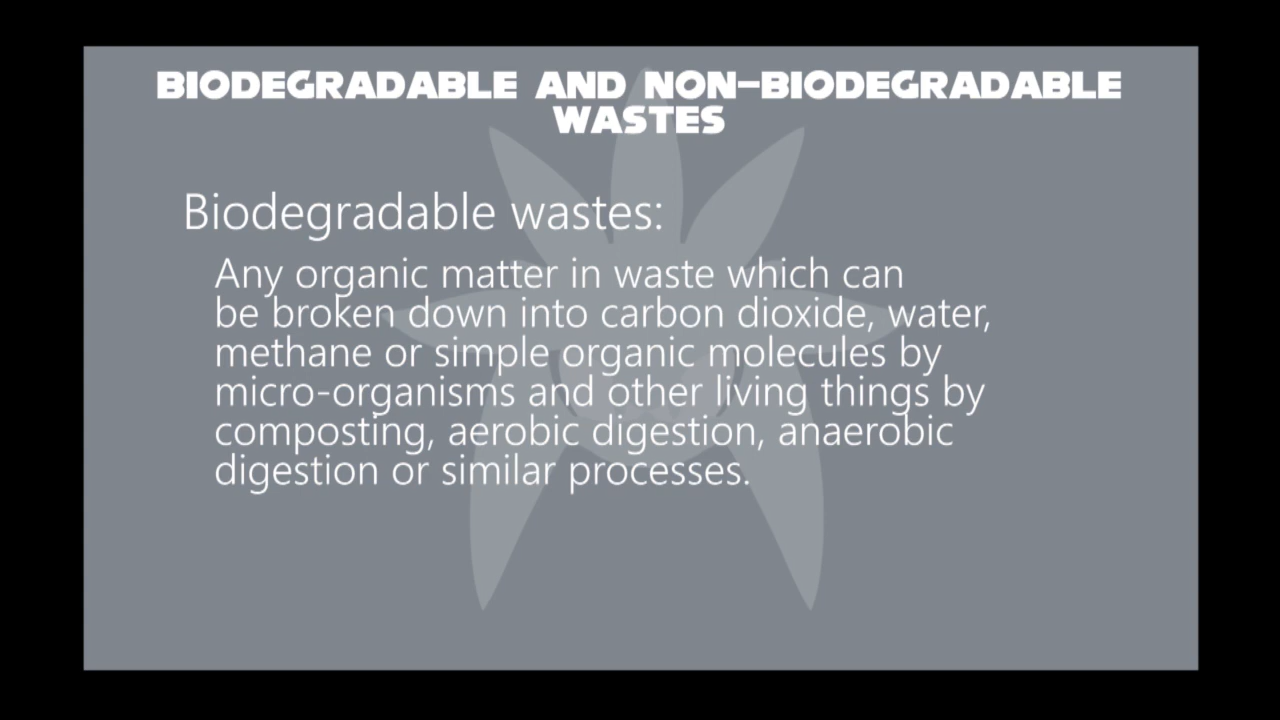 BIODEGRADABLE AND NON-BIODEGRADABLE
WASTES
Biodegradable wastes:
Any organic matter in waste which can
be broken down into carbon dioxide, water,
methane or simple organic molecules by
micro-organisms and other living things by
composting, aerobic digestion, anaerobic
digestion or similar processes.